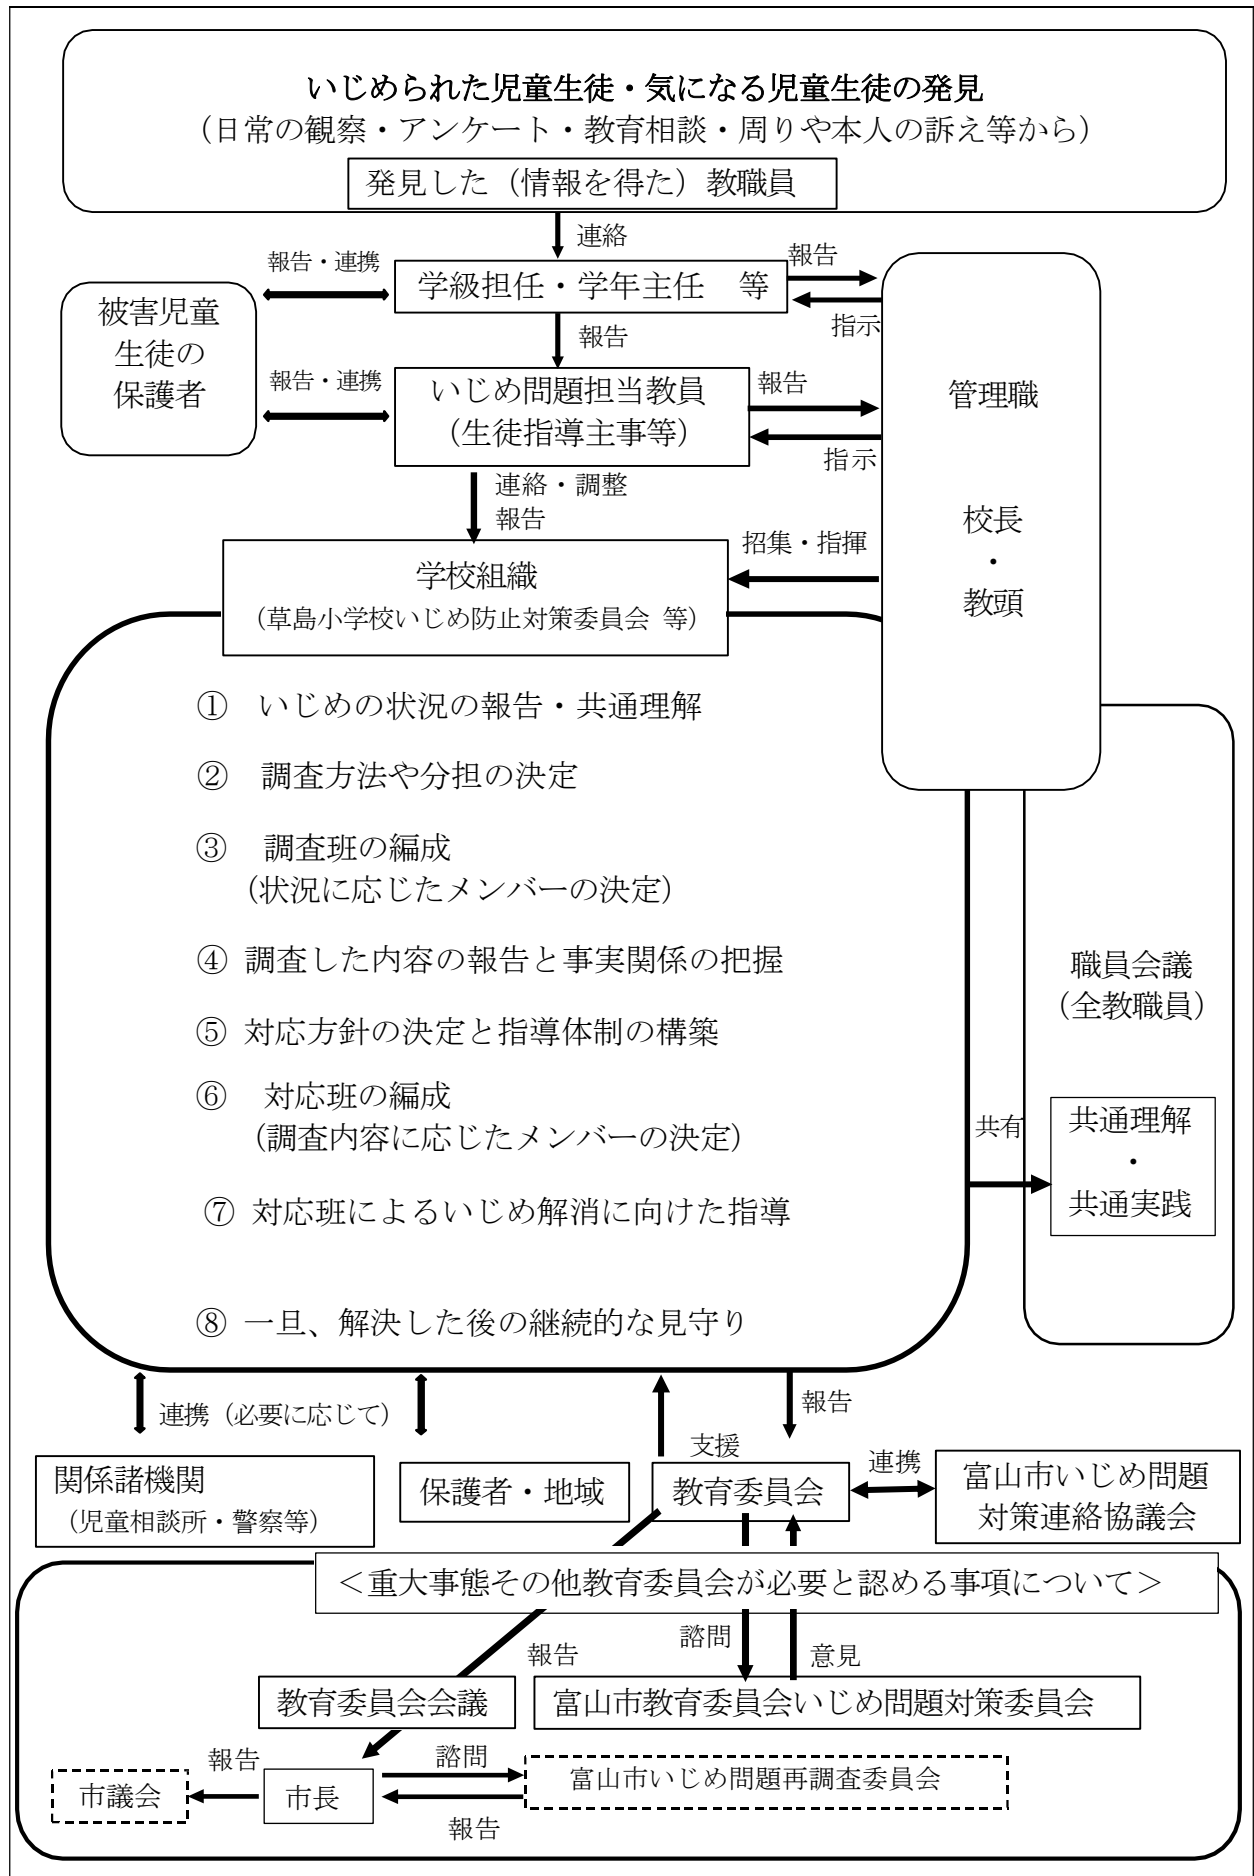 いじめられた児童生徒・気になる児童生徒の発見
(日常の観察・アンケート・教育相談・周りや本人の訴え等から)
発見した(情報を得た)教職員
連絡
報告・連携
学級担任・学年主任　等
報告
指示
被害児童
生徒の
保護者
報告
報告・連携
いじめ問題担当教員
(生徒指導主事等)
報告
指示
管理職
校長
・
教頭
連絡・調整
報告
招集・指揮
学校組織
(草島小学校いじめ防止対策委員会 等)
①　いじめの状況の報告・共通理解
②　調査方法や分担の決定
③　調査班の編成
(状況に応じたメンバーの決定)
④ 調査した内容の報告と事実関係の把握
⑤ 対応方針の決定と指導体制の構築
⑥　対応班の編成
(調査内容に応じたメンバーの決定)
⑦ 対応班によるいじめ解消に向けた指導
⑧ 一旦、解決した後の継続的な見守り
職員会議
(全教職員)
共有
共通理解
・
共通実践
連携(必要に応じて)
支援
報告
関係諸機関
(児童相談所・警察等)
保護者・地域
教育委員会
連携
富山市いじめ問題
対策連絡協議会
＜重大事態その他教育委員会が必要と認める事項について＞
報告
諮問
意見
教育委員会会議
富山市教育委員会いじめ問題対策委員会
報告
諮問
市議会
市長
富山市いじめ問題再調査委員会
報告